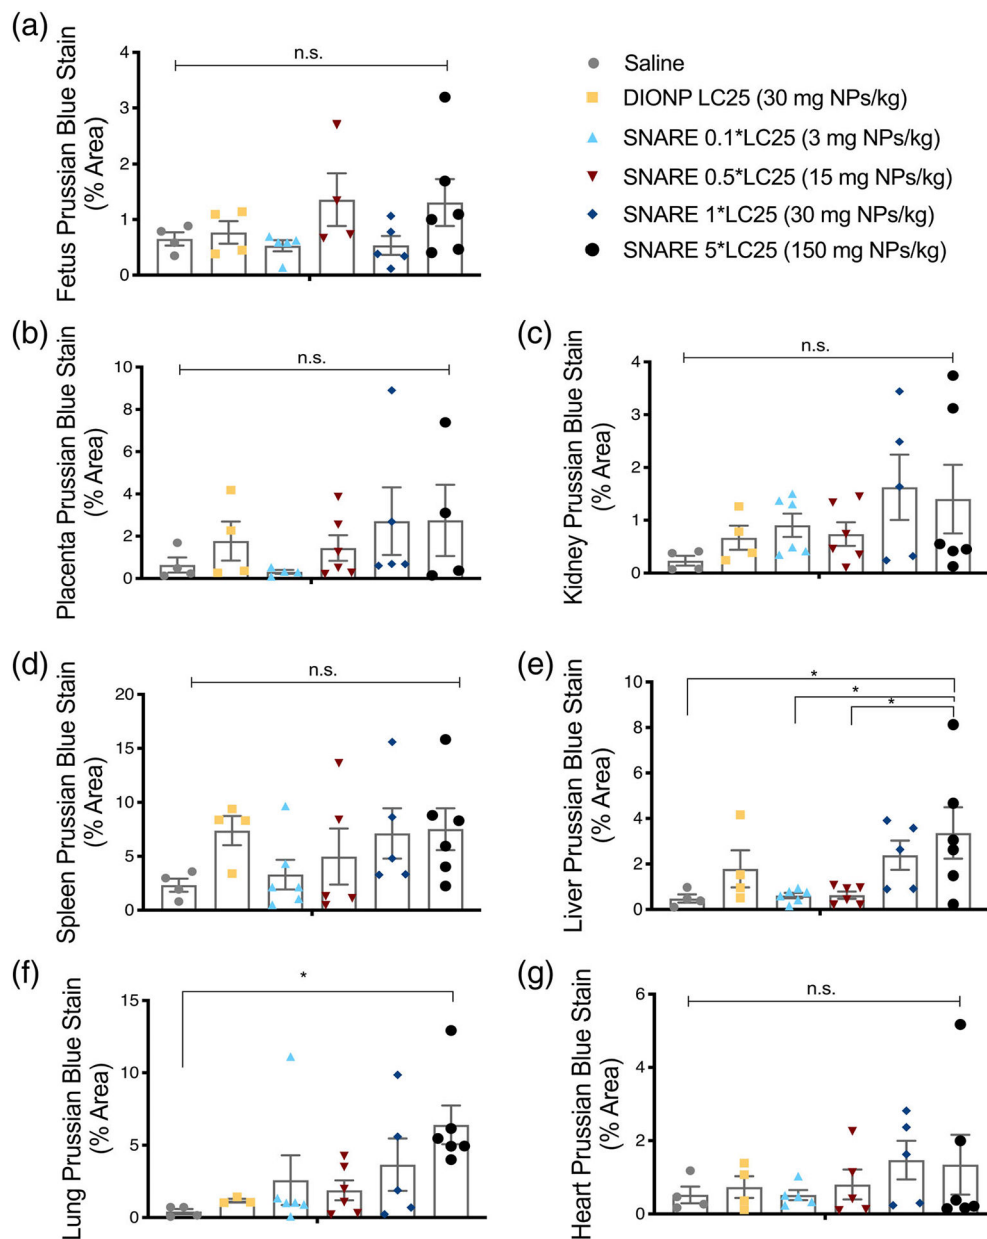 (a)
Fetus Prussian Blue Stain
(% Area)
4
3
2
1
0
n.s.
Saline
DIONP LC25 (30 mg NPs/kg)
SNARE 0.1*LC25 (3 mg NPs/kg)
SNARE 0.5*LC25 (15 mg NPs/kg)
SNARE 1*LC25 (30 mg NPs/kg)
SNARE 5*LC25 (150 mg NPs/kg)
(b)
Placenta Prussian Blue Stain
(% Area)
10
8
6
4
2
0
n.s.
(c)
Kidney Prussian Blue Stain
(% Area)
4
3
2
1
0
n.s.
(d)
Spleen Prussian Blue Stain
(% Area)
20
15
10
5
0
n.s.
(e)
Liver Prussian Blue Stain
(% Area)
10
8
6
4
2
0
*
*
*
(f)
Lung Prussian Blue Stain
(% Area)
15
10
5
0
*
(g)
Heart Prussian Blue Stain
(% Area)
6
4
2
0
n.s.